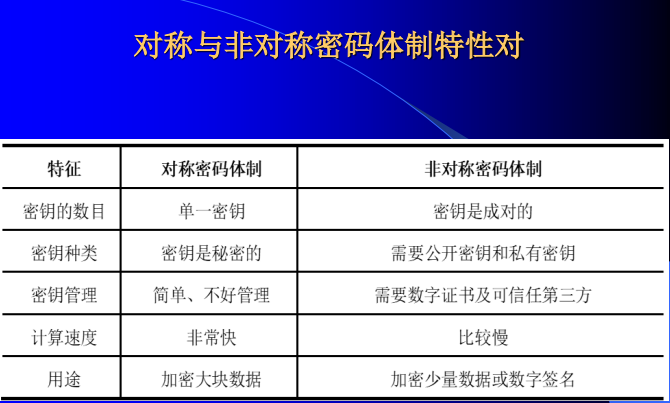 对称与非对称密码体制特性对
特征 对称密码体制 非对称密码体制
密钥的数目 单一密钥 密钥是成对的
密钥种类 密钥是秘密的 需要公开密钥和私有密钥
密钥管理 简单、不好管理 需要数字证书及可信任第三方
计算速度 非常快 比较慢
用途 加密大块数据 加密少量数据或数字签名